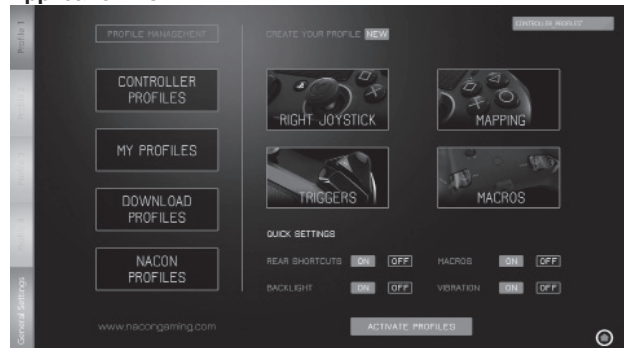 Profile 1
PROFILE MANAGEMENT
CREATE YOUR PROFILE NEW
CONTROLLER
PROFILES
MY PROFILES
DOWNLOAD
PROFILES
NACON
PROFILES
RIGHT JOYSTICK
MAPPING
TRIGGERS
MACROS
QUICK SETTINGS
REAR SHORTCUTS ON OFF
MACROS ON OFF
BACKLIGHT ON OFF
VIBRATION ON OFF
General Settings
www.nacongaming.com
ACTIVATE PROFILES